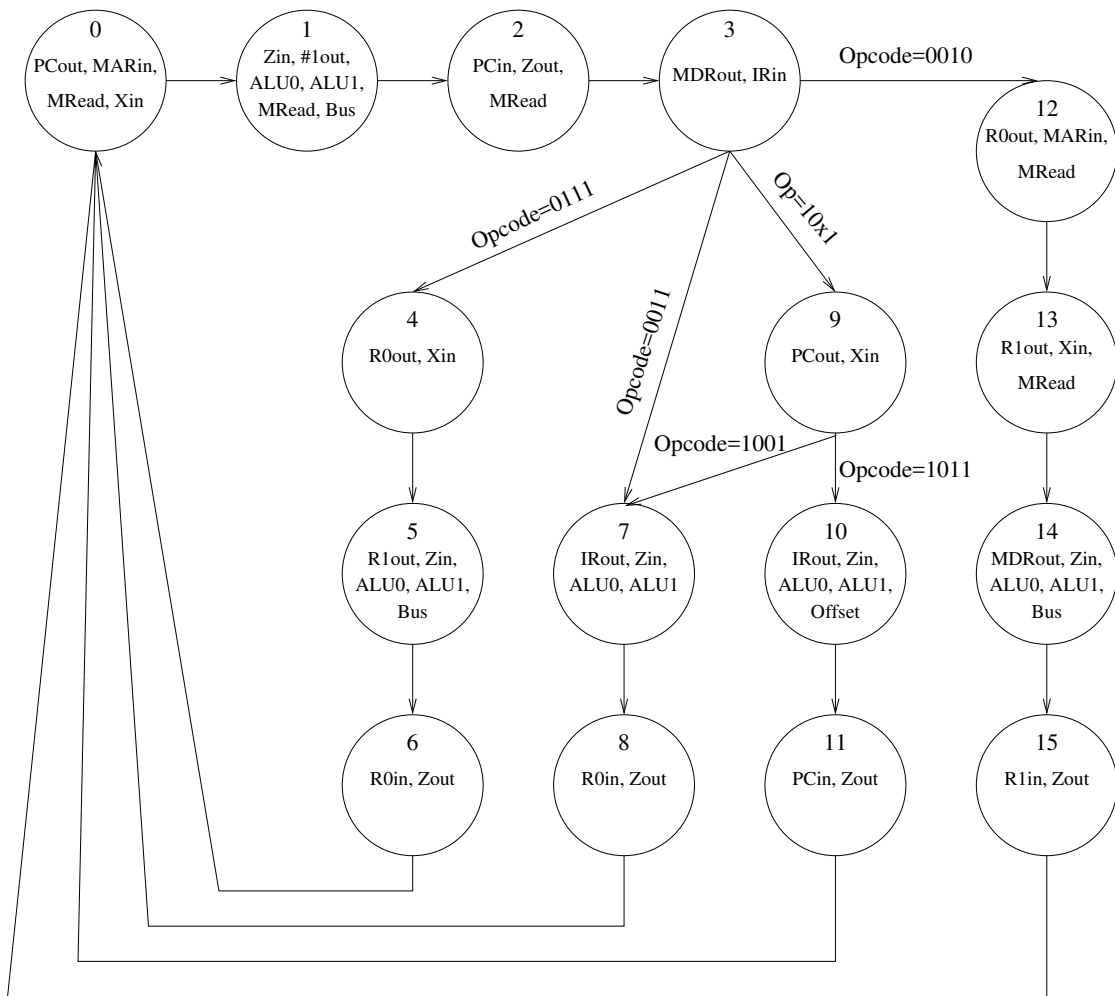 0
PCout, MARin,
MRead, Xin
1
Zin, #1out,
ALU0, ALU1,
MRead, Bus
2
PCin, Zout,
MRead
3
MDRout, IRin
Opcode=0010
12
R0out, MARin,
MRead
Opcode=0111
Opcode=0011
Op=10x1
4
R0out, Xin
9
PCout, Xin
13
R1out, Xin,
MRead
Opcode=1001
Opcode=1011
5
R1out, Zin,
ALU0, ALU1,
Bus
7
IRout, Zin,
ALU0, ALU1
10
IRout, Zin,
ALU0, ALU1,
Offset
14
MDRout, Zin,
ALU0, ALU1,
Bus
6
R0in, Zout
8
R0in, Zout
11
PCin, Zout
15
R1in, Zout